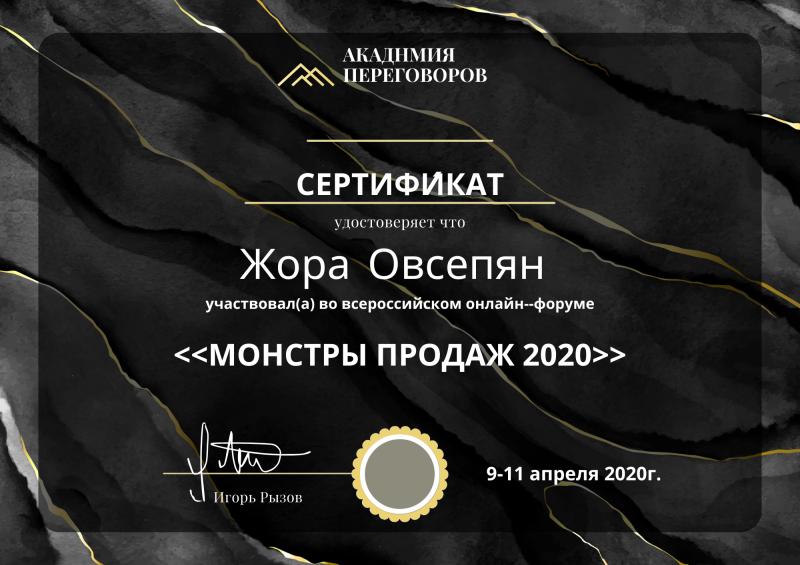 АКАДНМИЯ
ПЕРЕГОВОРОВ
СЕРТИФИКАТ
удостоверяет что
Жора Овсепян
участвовал(а) во всероссийском онлайн--форуме
<<МОНСТРЫ ПРОДАЖ 2020>>
9-11 апреля 2020г.
Игорь Рызов